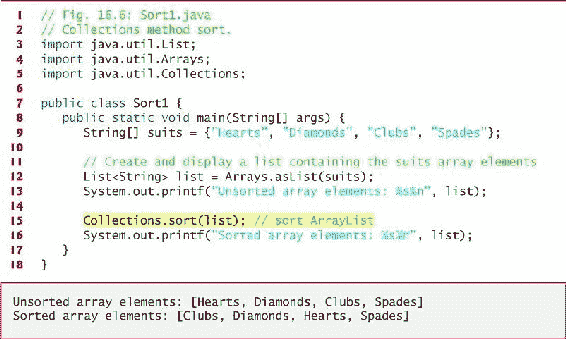 1 // Fig. 16.6: Sort1.java
2 // Collections method sort.
3 import java.util.List;
4 import java.util.Arrays;
5 import java.util.Collections;
6
7 public class Sort1 {
8 public static void main(String[] args) {
9 String[] suits = {"Hearts", "Diamonds", "Clubs", "Spades"};
10
11 // Create and display a list containing the suits array elements
12 List<String> list = Arrays.asList(suits);
13 System.out.printf("Unsorted array elements: %s%n", list);
14
15 Collections.sort(list); // sort ArrayList
16 System.out.printf("Sorted array elements: %s%n", list);
17 }
18 }
Unsorted array elements: [Hearts, Diamonds, Clubs, Spades]
Sorted array elements: [Clubs, Diamonds, Hearts, Spades]